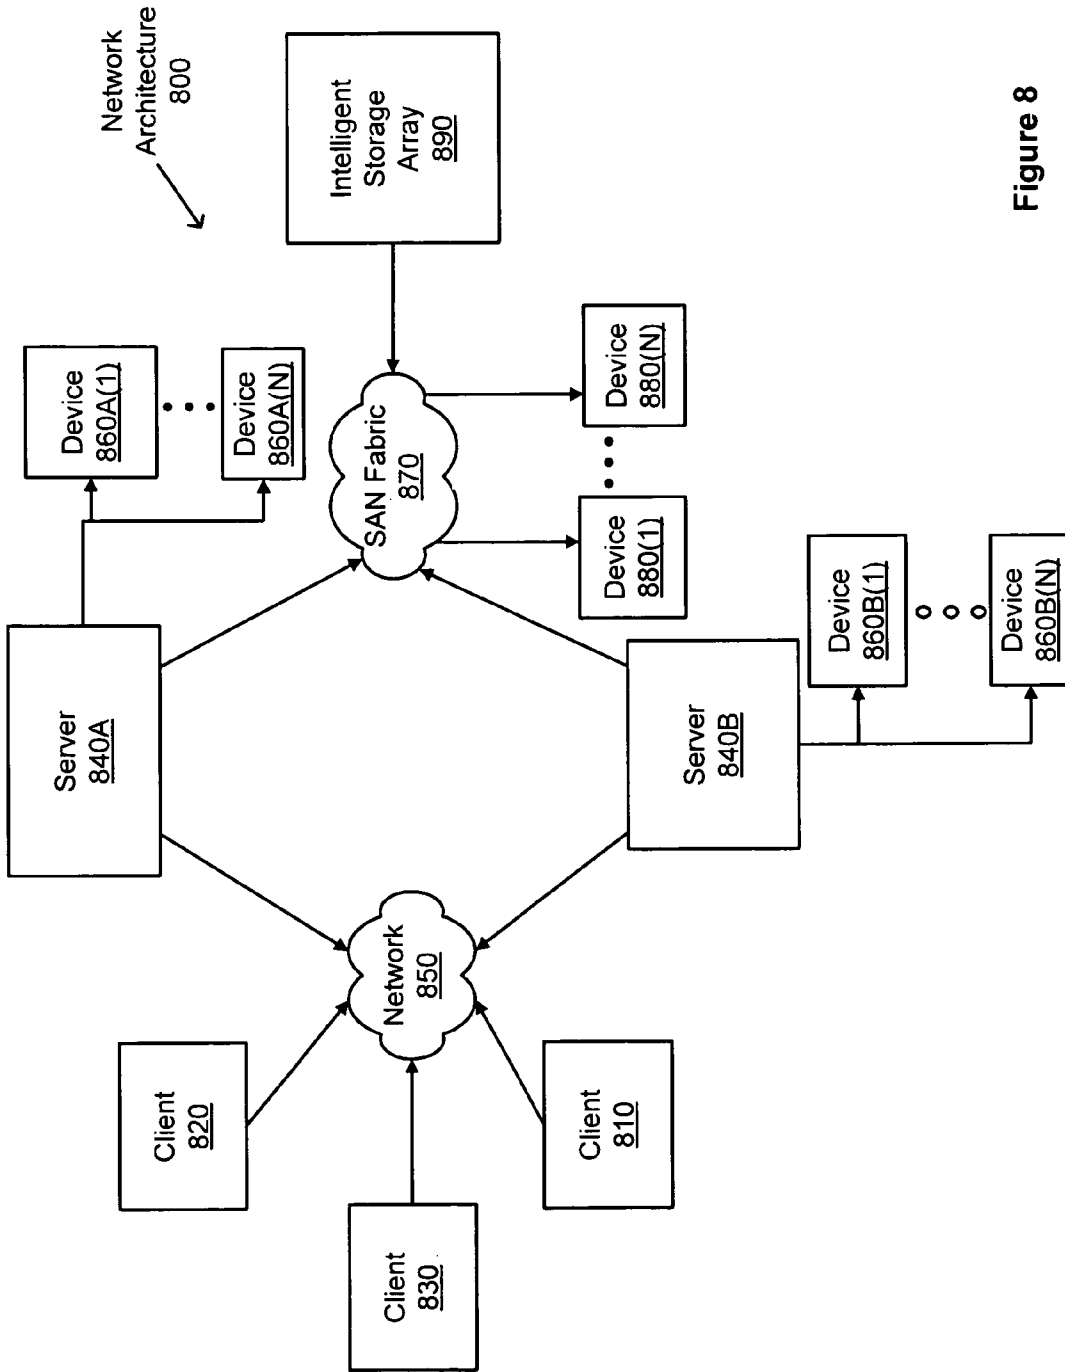 Network
Architecture
800
Client
820
Client
830
Client
810
Network
850
Server
840A
Server
840B
Device
860A(1)
Device
860A(N)
SAN Fabric
870
Intelligent
Storage
Array
890
Device
880(1)
Device
880(N)
Device
860B(1)
Device
860B(N)
Figure 8